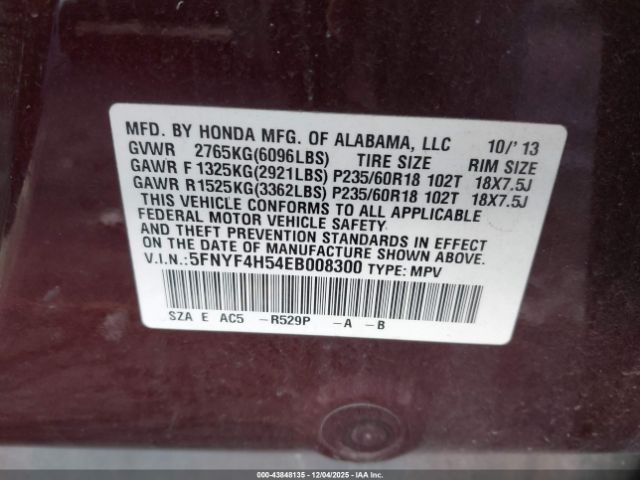 MFD. BY HONDA MFG. OF ALABAMA, LLC 10/'13
GVWR 2765KG(6096LBS) TIRE SIZE RIM SIZE
GAWR F 1325KG(2921LBS) P235/60R18 102T 18X7.5J
GAWR R1525KG(3362LBS) P235/60R18 102T 18X7.5J
THIS VEHICLE CONFORMS TO ALL APPLICABLE
FEDERAL MOTOR VEHICLE SAFETY
AND THEFT PREVENTION STANDARDS IN EFFECT
ON THE DATE OF MANUFACTURE SHOWN ABOVE.
V.I.N.:5FNYF4H54EB008300 TYPE: MPV
SZA E AC5 -R529P -A -B
000-43848135 - 12/04/2025 - IAA Inc.